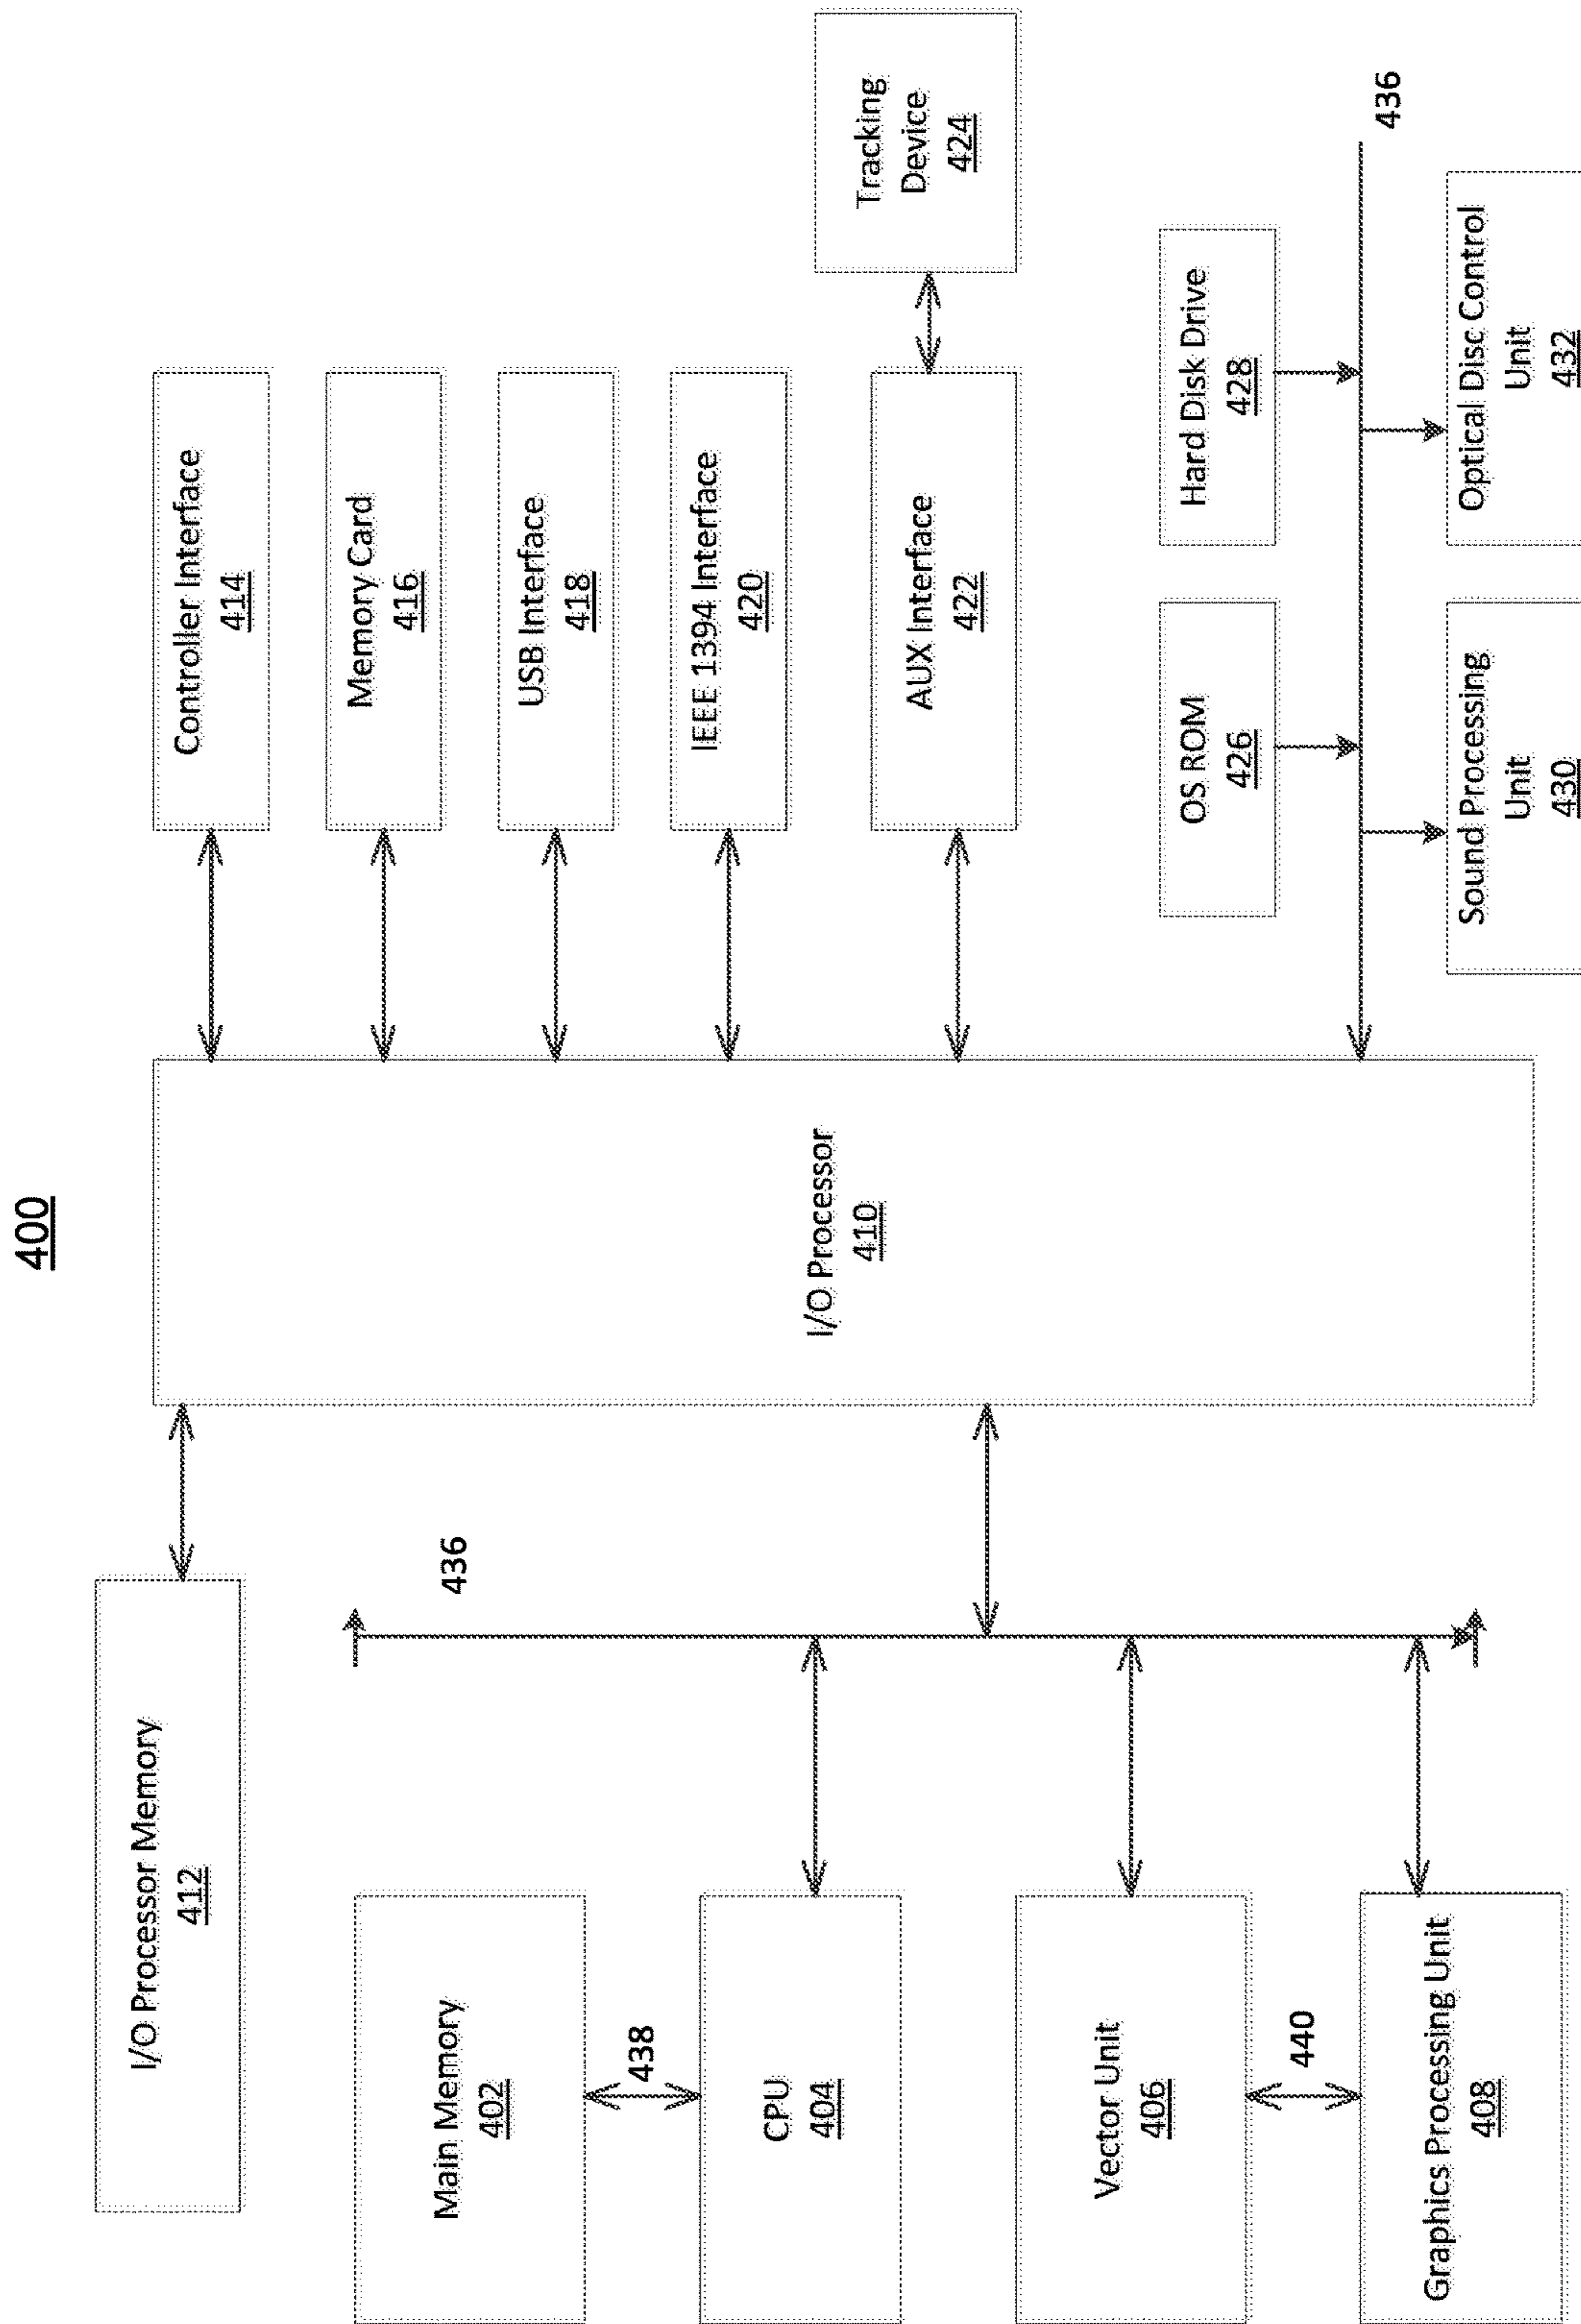 400
I/O Processor Memory
412
Main Memory
402
438
CPU
404
Vector Unit
406
440
Graphics Processing Unit
408
436
I/O Processor
410
Controller Interface
414
Memory Card
416
USB Interface
418
IEEE 1394 Interface
420
AUX Interface
422
Tracking
Device
424
OS ROM
426
Hard Disk Drive
428
436
Sound Processing
Unit
430
Optical Disc Control
Unit
432